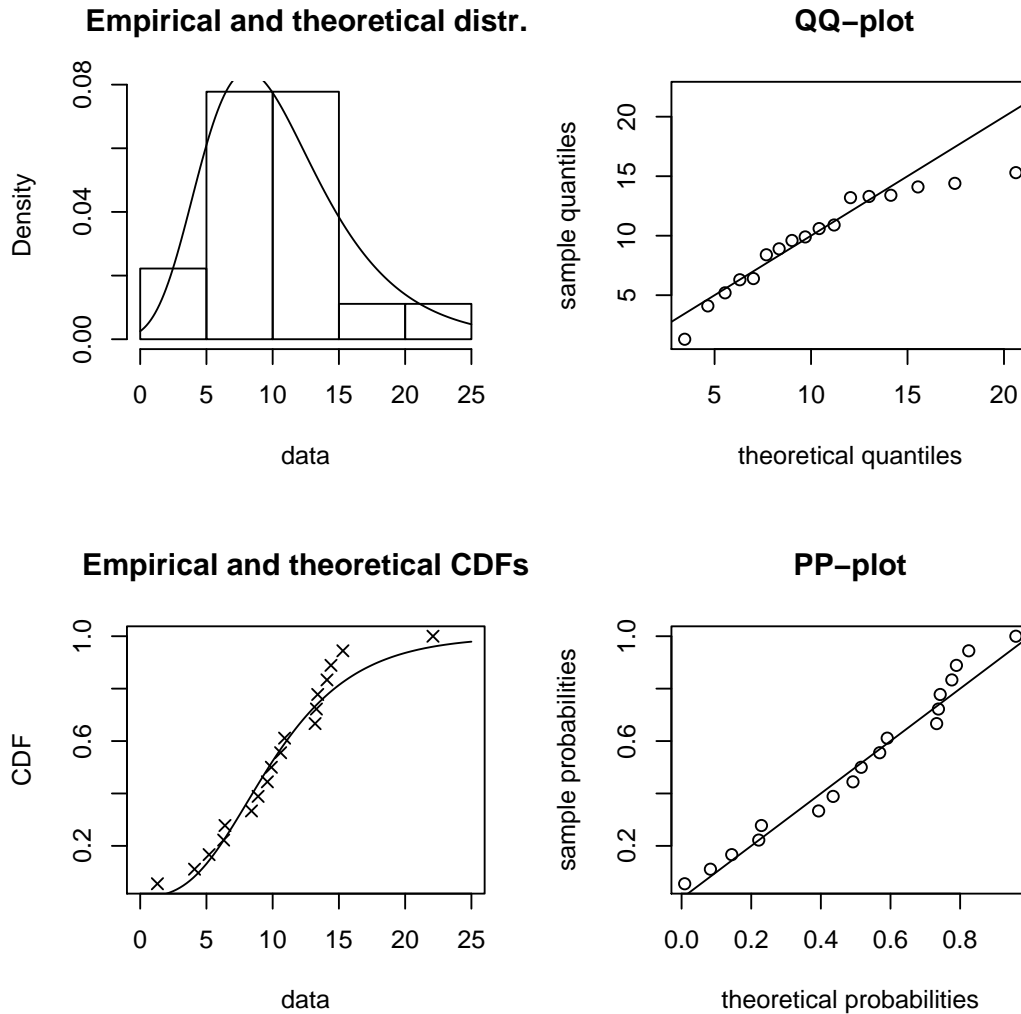 Empirical and theoretical distr.
Density
0.00 0.04 0.08
0 5 10 15 20 25
data
QQ−plot
sample quantiles
5 10 15 20
5 10 15 20
theoretical quantiles
Empirical and theoretical CDFs
CDF
0.2 0.6 1.0
0 5 10 15 20 25
data
PP−plot
sample probabilities
0.2 0.6 1.0
0.0 0.2 0.4 0.6 0.8
theoretical probabilities